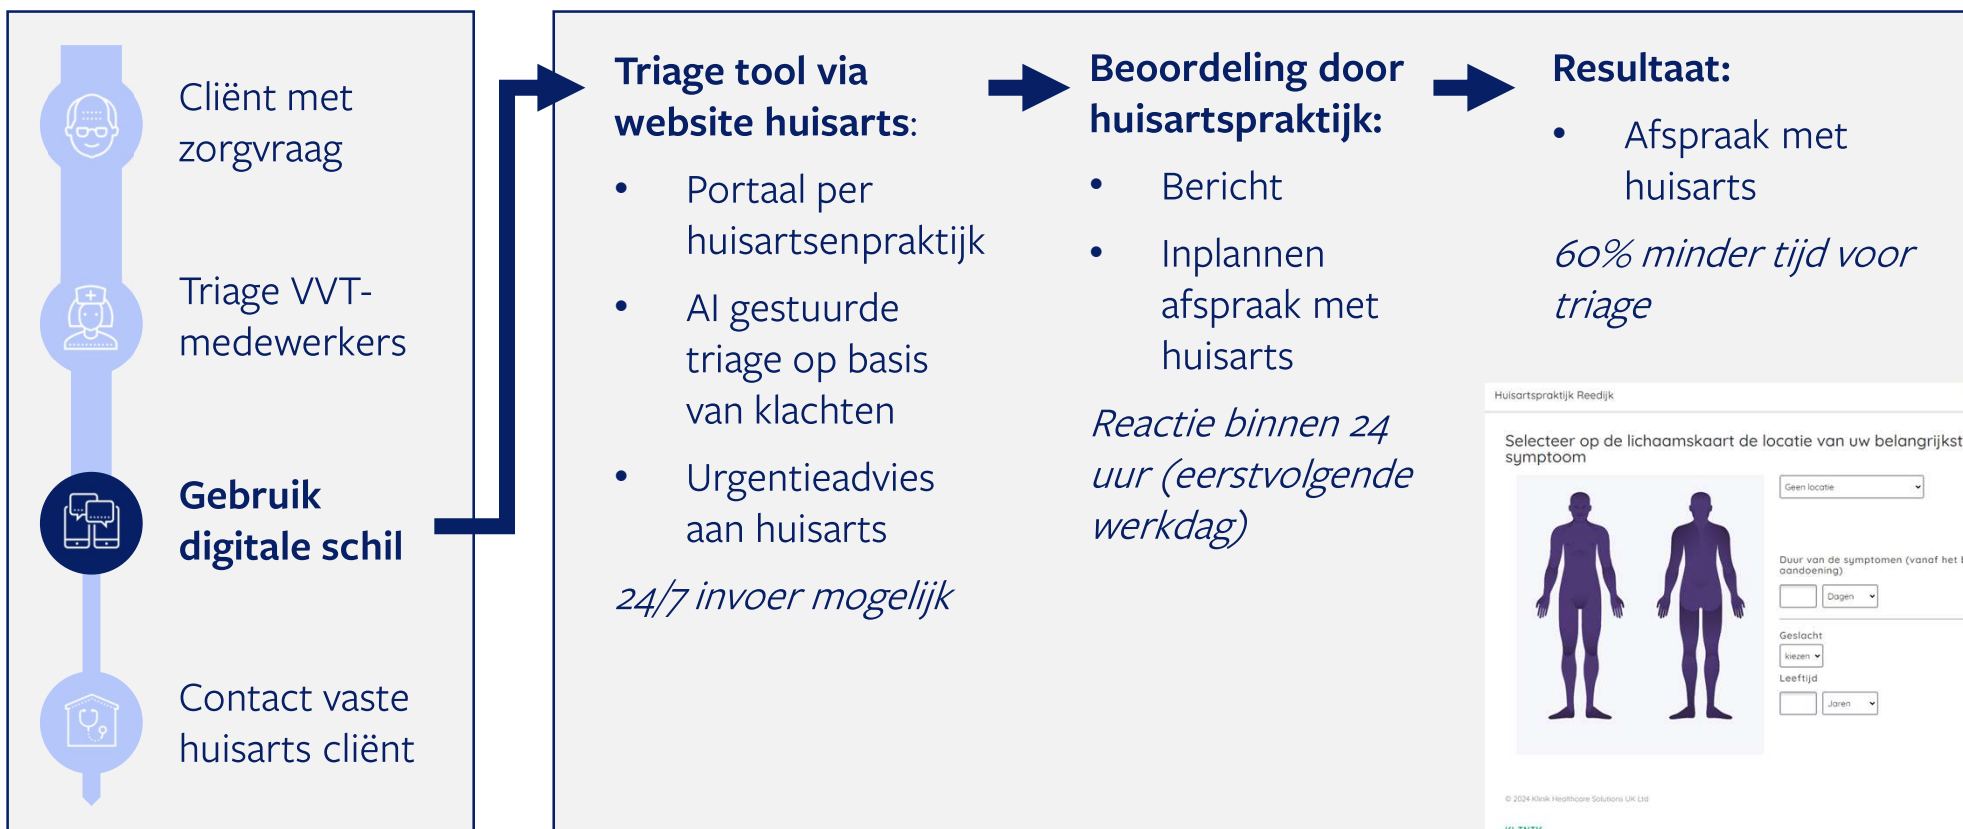 Cliënt met
zorgvraag
Triage VVT-
medewerkers
Gebruik
digitale schil
Contact vaste
huisarts cliënt
Triage tool via
website huisarts:
• Portaal per
huisartsenpraktijk
• AI gestuurde
triage op basis
van klachten
• Urgentieadvies
aan huisarts
24/7 invoer mogelijk
Beoordeling door
huisartspraktijk:
• Bericht
• Inplannen
afspraak met
huisarts
Reactie binnen 24
uur (eerstvolgende
werkdag)
Resultaat:
• Afspraak met
huisarts
60% minder tijd voor
triage
Huisartspraktijk Reedijk
Selecteer op de lichaamskaart de locatie van uw belangrijkst
symptoom
Geen locatie
Duur van de symptomen (vanaf het b
aandoening)
Dagen
Geslacht
kiezen
Leeftijd
Jaren
© 2024 Klinik Healthcare Solutions UK Ltd